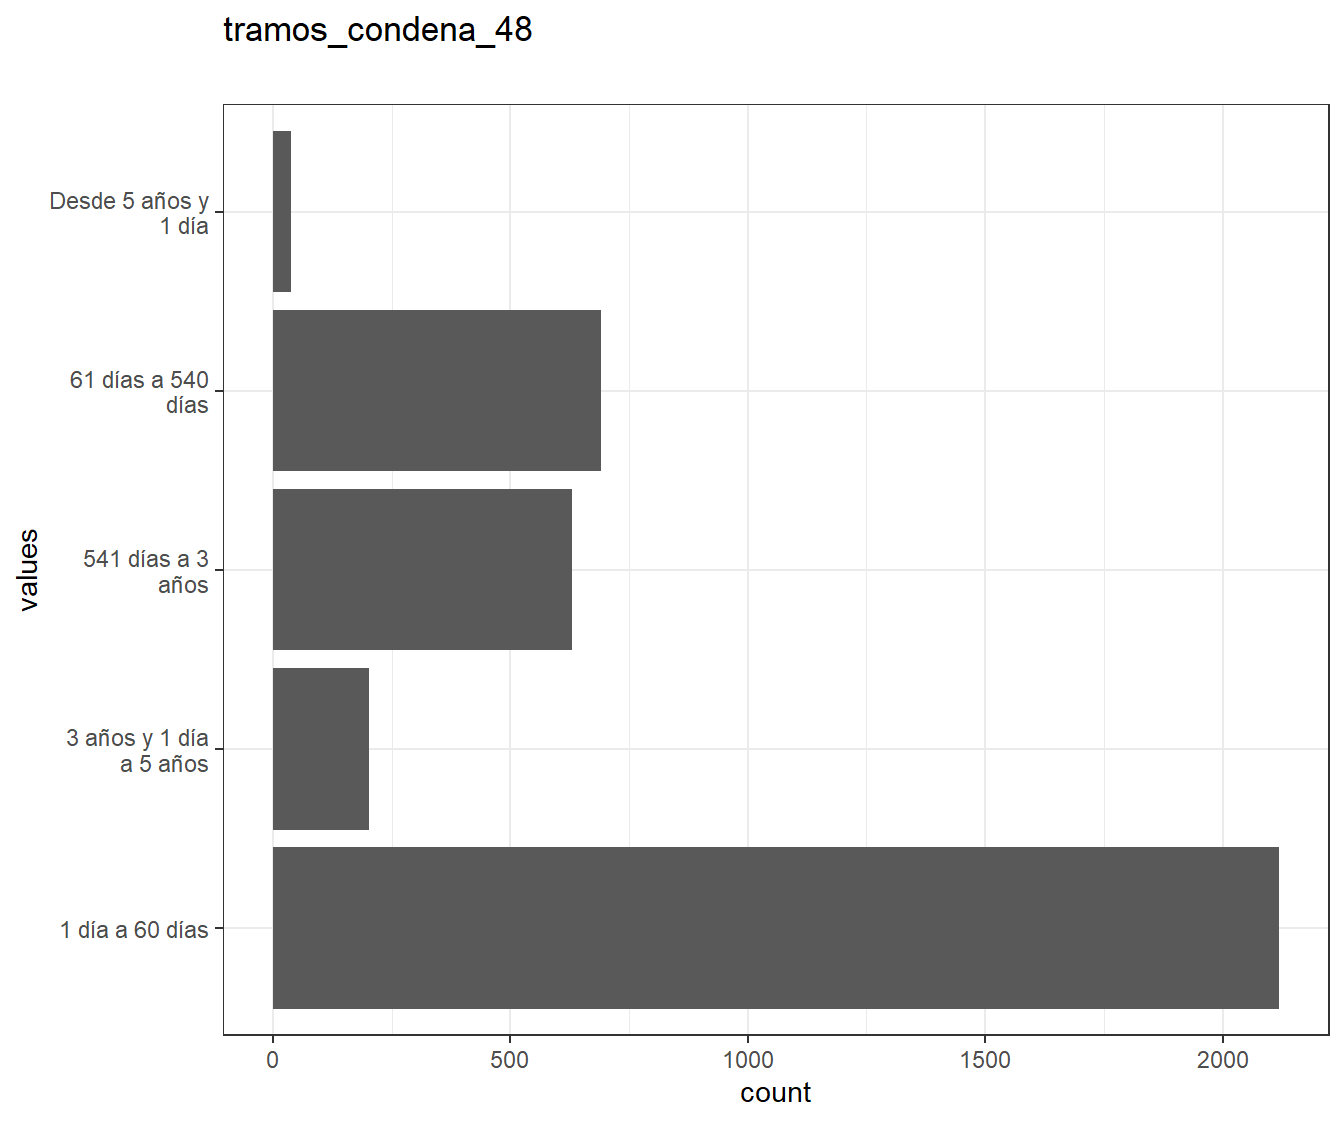 tramos_condena_48
Desde 5 años y
1 día
61 días a 540
días
541 días a 3
años
3 años y 1 día
a 5 años
1 día a 60 días
values
0
500
1000
1500
2000
count